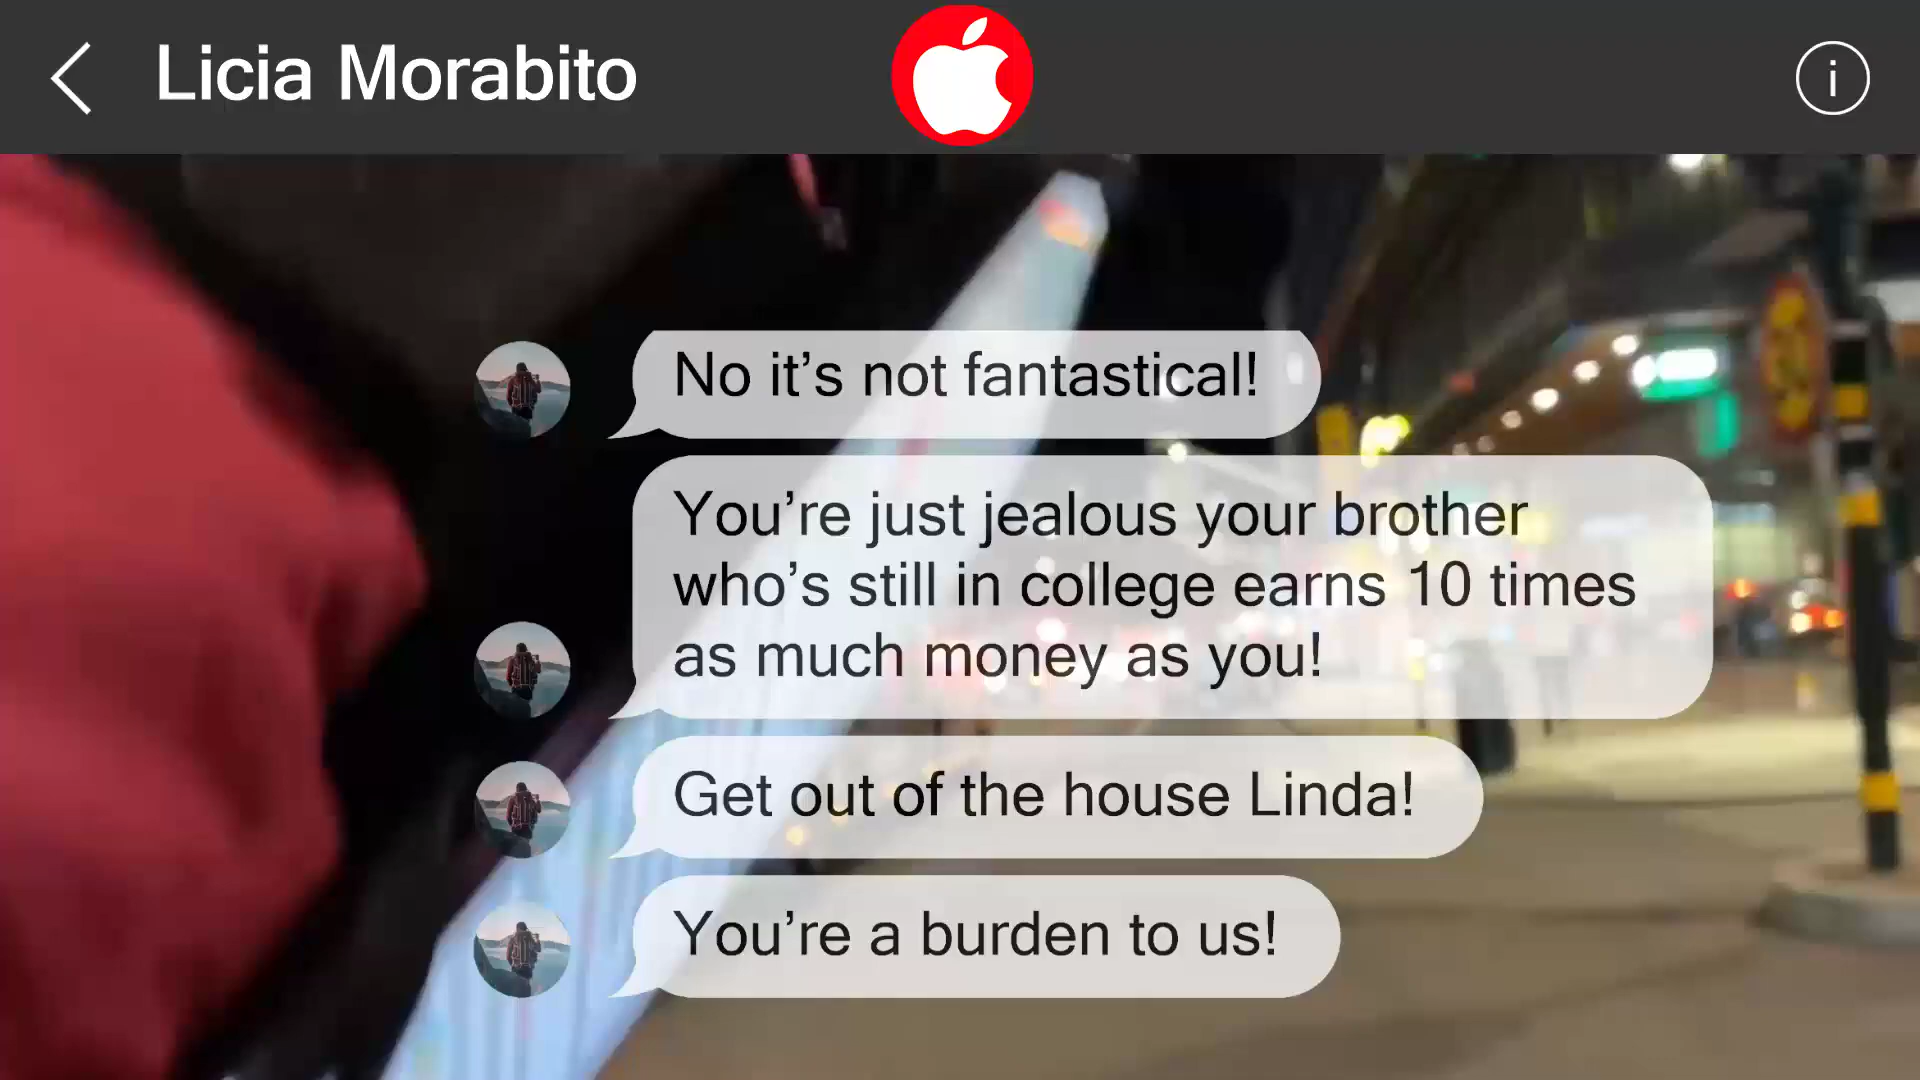 Licia Morabito
i
No it’s not fantastical!
You’re just jealous your brother
who’s still in college earns 10 times
as much money as you!
Get out of the house Linda!
You’re a burden to us!